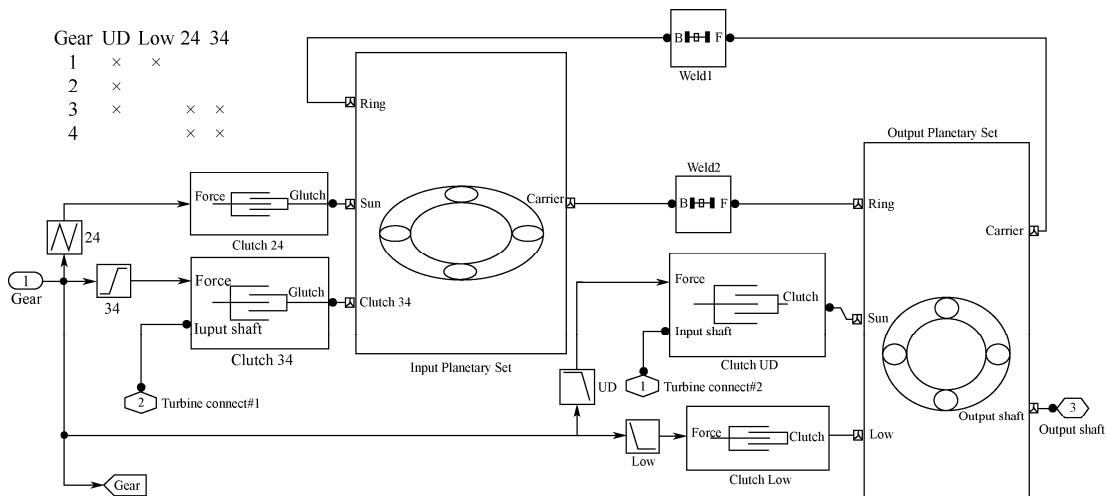 Gear UD Low 24 34
1 × ×
2 ×
3 × × ×
4 × ×
B F
Weld1
Ring
Output Planetary Set
Force
Glutch
Clutch 24
Sun
Carrier
Weld2
B F
Ring
Carrier
24
1
Gear
34
Force
Glutch
Iuput shaft
Clutch 34
Clutch 34
Input Planetary Set
Force
Clutch
Input shaft
Clutch UD
Sun
2
Turbine connect#1
UD
1
Turbine connect#2
Output shaft
3
Output shaft
Low
Force
Clutch
Clutch Low
Low
Gear